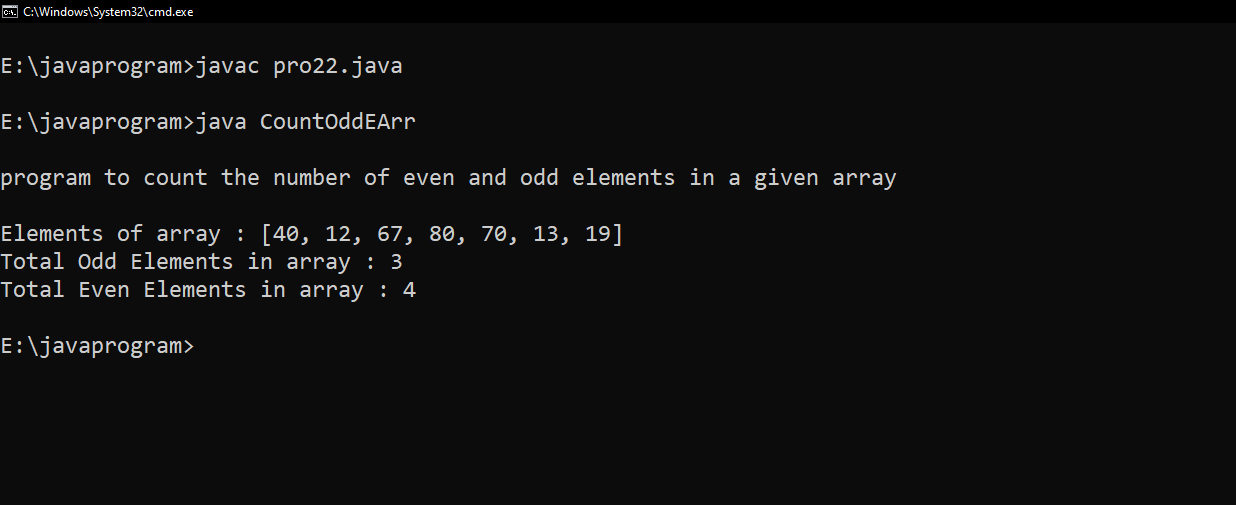 C:\Windows\System32\cmd.exe
E:\javaprogram>javac pro22.java
E:\javaprogram>java CountOddEArr
program to count the number of even and odd elements in a given array
Elements of array : [40, 12, 67, 80, 70, 13, 19]
Total Odd Elements in array : 3
Total Even Elements in array : 4
E:\javaprogram>